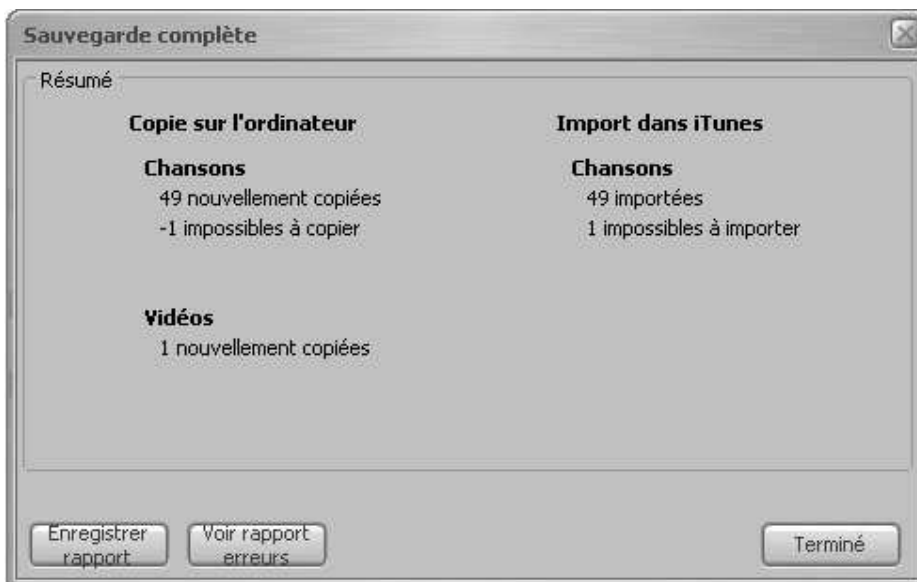 Sauvegarde complète
Résumé
Copie sur l'ordinateur
Chansons
49 nouvellement copiées
-1 impossibles à copier
Vidéos
1 nouvellement copiées
Import dans iTunes
Chansons
49 importées
1 impossibles à importer
Enregistrer
rapport
Voir rapport
erreurs
Terminé